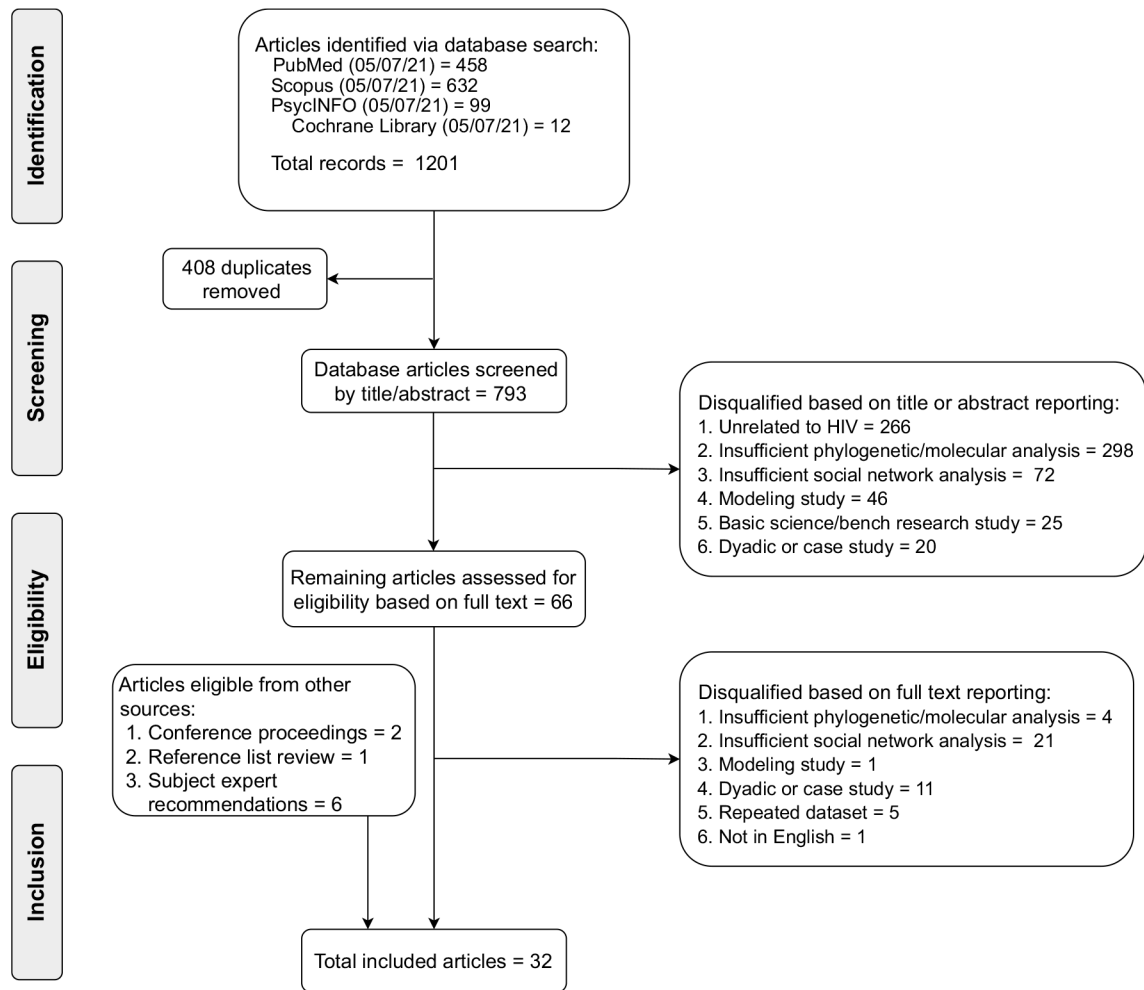 Identification
Articles identified via database search:
PubMed (05/07/21) = 458
Scopus (05/07/21) = 632
PsycINFO (05/07/21) = 99
Cochrane Library (05/07/21) = 12
Total records = 1201
Screening
408 duplicates
removed
Database articles screened
by title/abstract = 793
Disqualified based on title or abstract reporting:
1. Unrelated to HIV = 266
2. Insufficient phylogenetic/molecular analysis = 298
3. Insufficient social network analysis = 72
4. Modeling study = 46
5. Basic science/bench research study = 25
6. Dyadic or case study = 20
Eligibility
Remaining articles assessed for
eligibility based on full text = 66
Articles eligible from other
sources:
1. Conference proceedings = 2
2. Reference list review = 1
3. Subject expert
recommendations = 6
Disqualified based on full text reporting:
1. Insufficient phylogenetic/molecular analysis = 4
2. Insufficient social network analysis = 21
3. Modeling study = 1
4. Dyadic or case study = 11
5. Repeated dataset = 5
6. Not in English = 1
Inclusion
Total included articles = 32